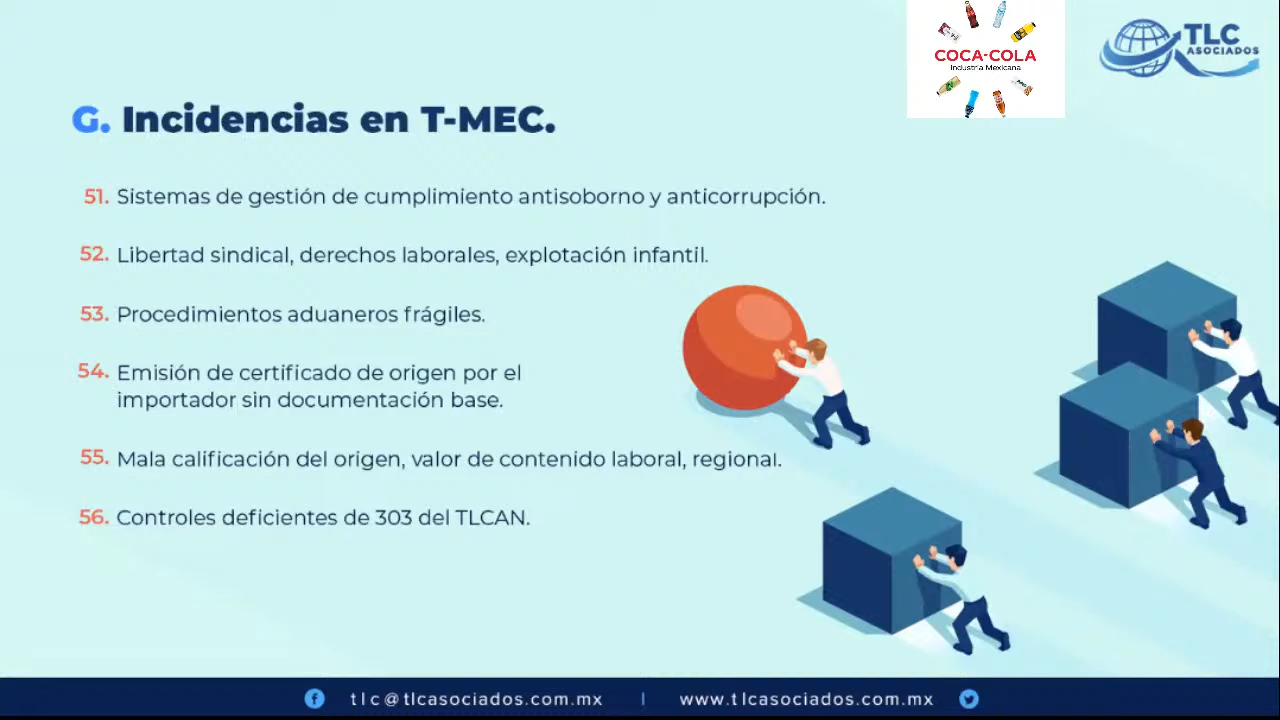 COCA-COLA
Industria Mexicana
TLC
ASOCIADOS
G. Incidencias en T-MEC.
51. Sistemas de gestión de cumplimiento antisoborno y anticorrupción.
52. Libertad sindical, derechos laborales, explotación infantil.
53. Procedimientos aduaneros frágiles.
54. Emisión de certificado de origen por el
importador sin documentación base.
55. Mala calificación del origen, valor de contenido laboral, regional.
56. Controles deficientes de 303 del TLCAN.
tlc@tlcasociados.com.mx | www.tlcasociados.com.mx